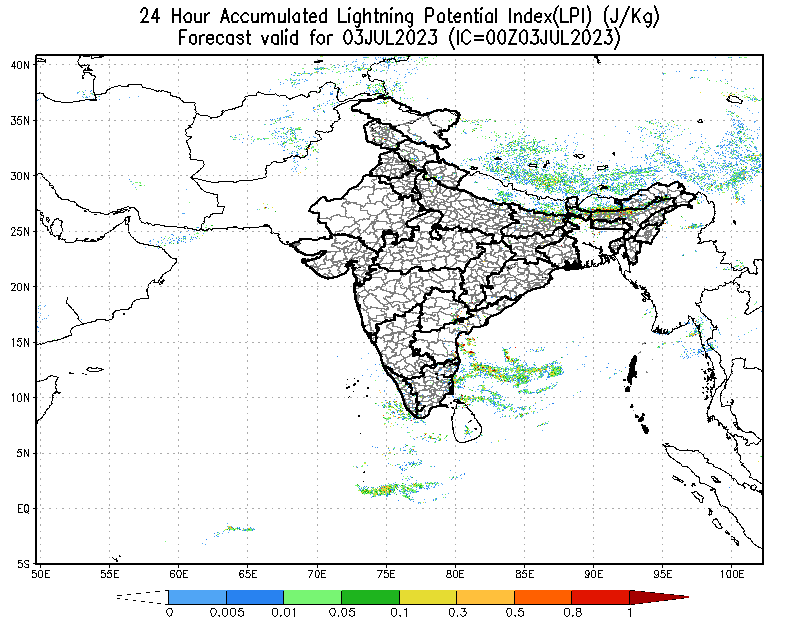 24 Hour Accumulated Lightning Potential Index(LPI) (J/Kg)
Forecast valid for 03JUL2023 (IC=00Z03JUL2023)
40N
35N
30N
25N
20N
15N
10N
5N
EQ
5S
50E 55E 60E 65E 70E 75E 80E 85E 90E 95E 100E
0 0.005 0.01 0.05 0.1 0.3 0.5 0.8 1